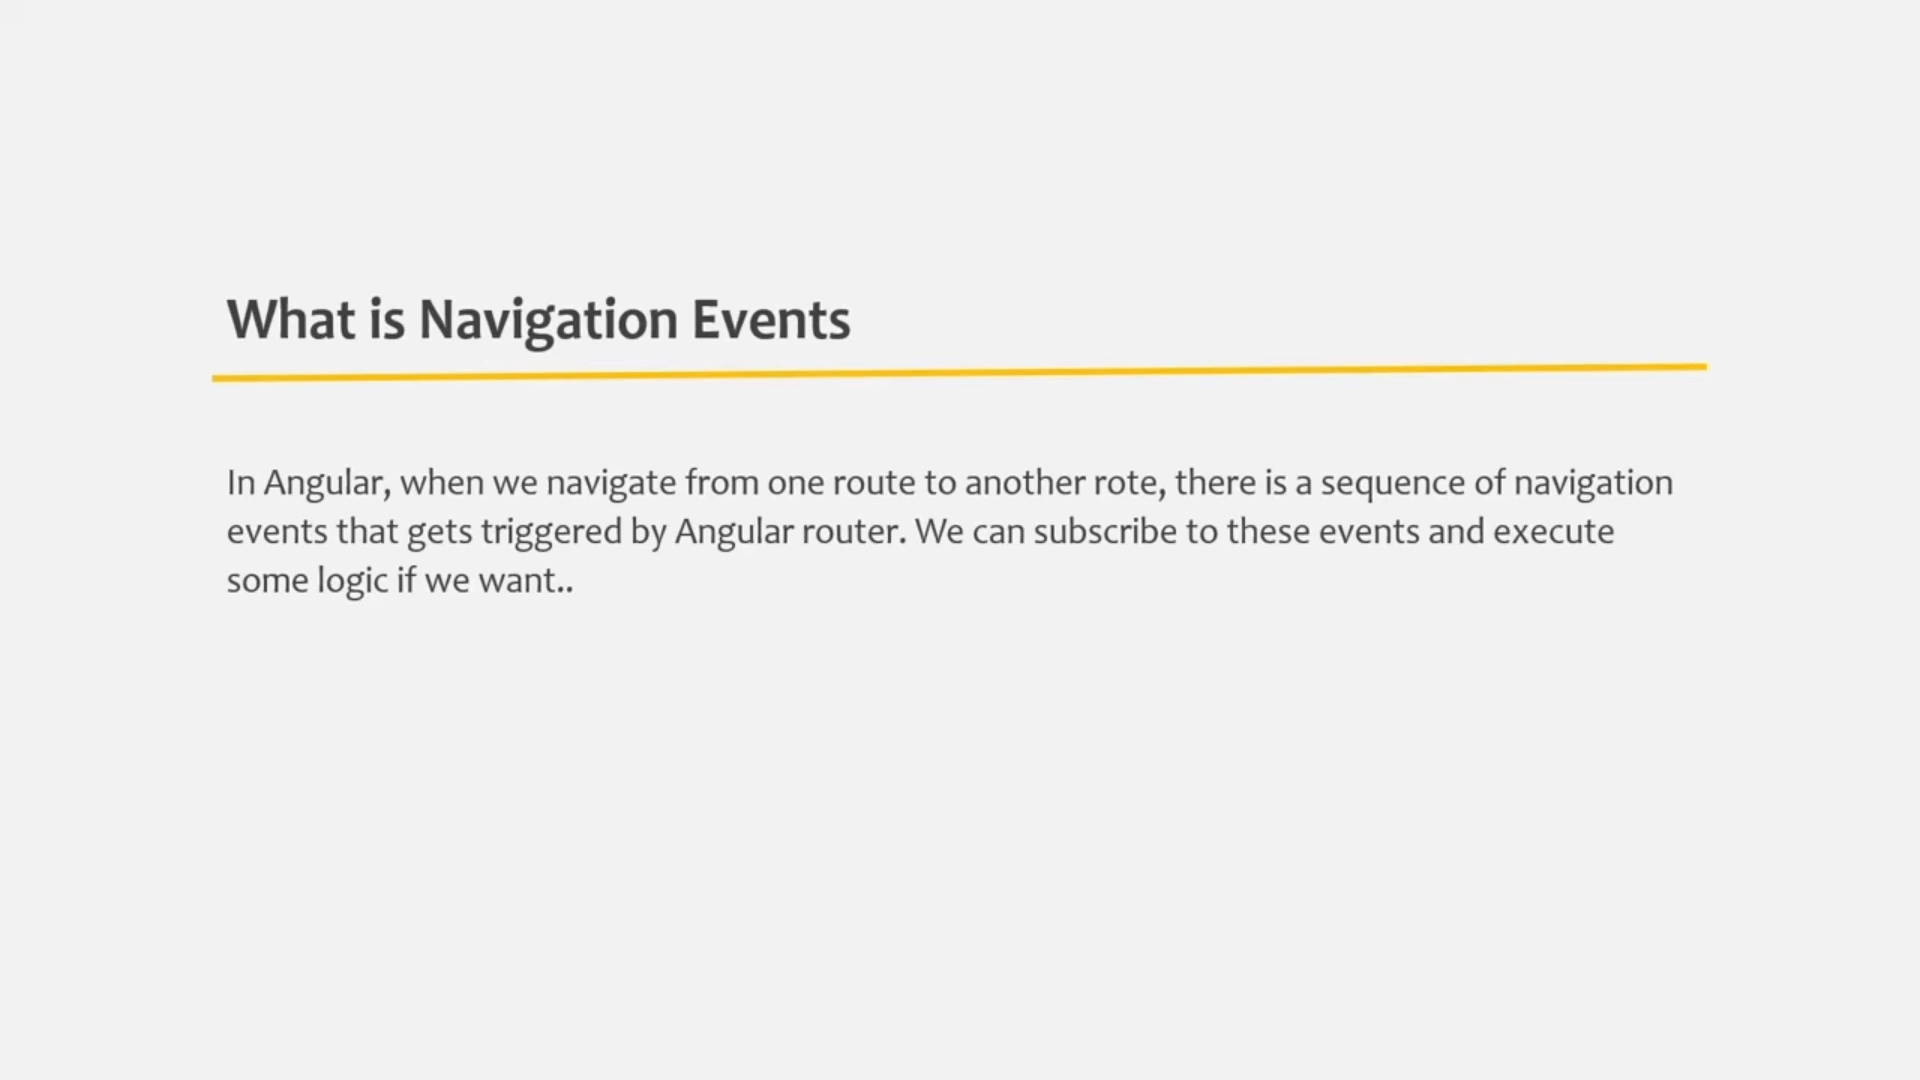 What is Navigation Events
In Angular, when we navigate from one route to another rote, there is a sequence of navigation
events that gets triggered by Angular router. We can subscribe to these events and execute
some logic if we want..